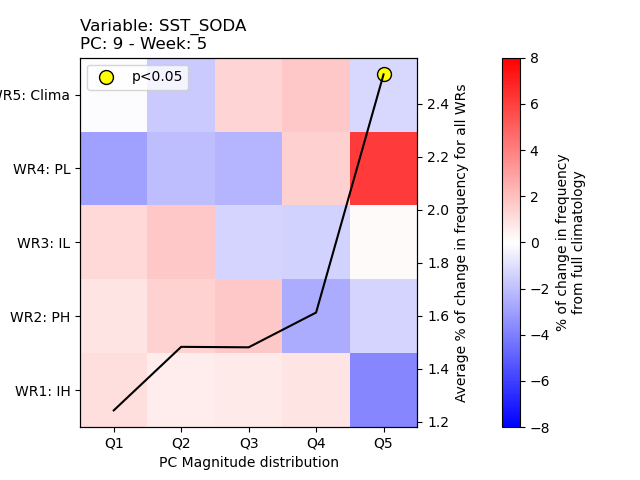 Variable: SST_SODA
PC: 9 - Week: 5
p<0.05
R5: Clima
WR4: PL
WR3: IL
WR2: PH
WR1: IH
Q1 Q2 Q3 Q4 Q5
PC Magnitude distribution
2.4
2.2
2.0
1.8
1.6
1.4
1.2
Average % of change in frequency for all WRs
8
6
4
2
0
−2
−4
−6
−8
% of change in frequency
from full climatology